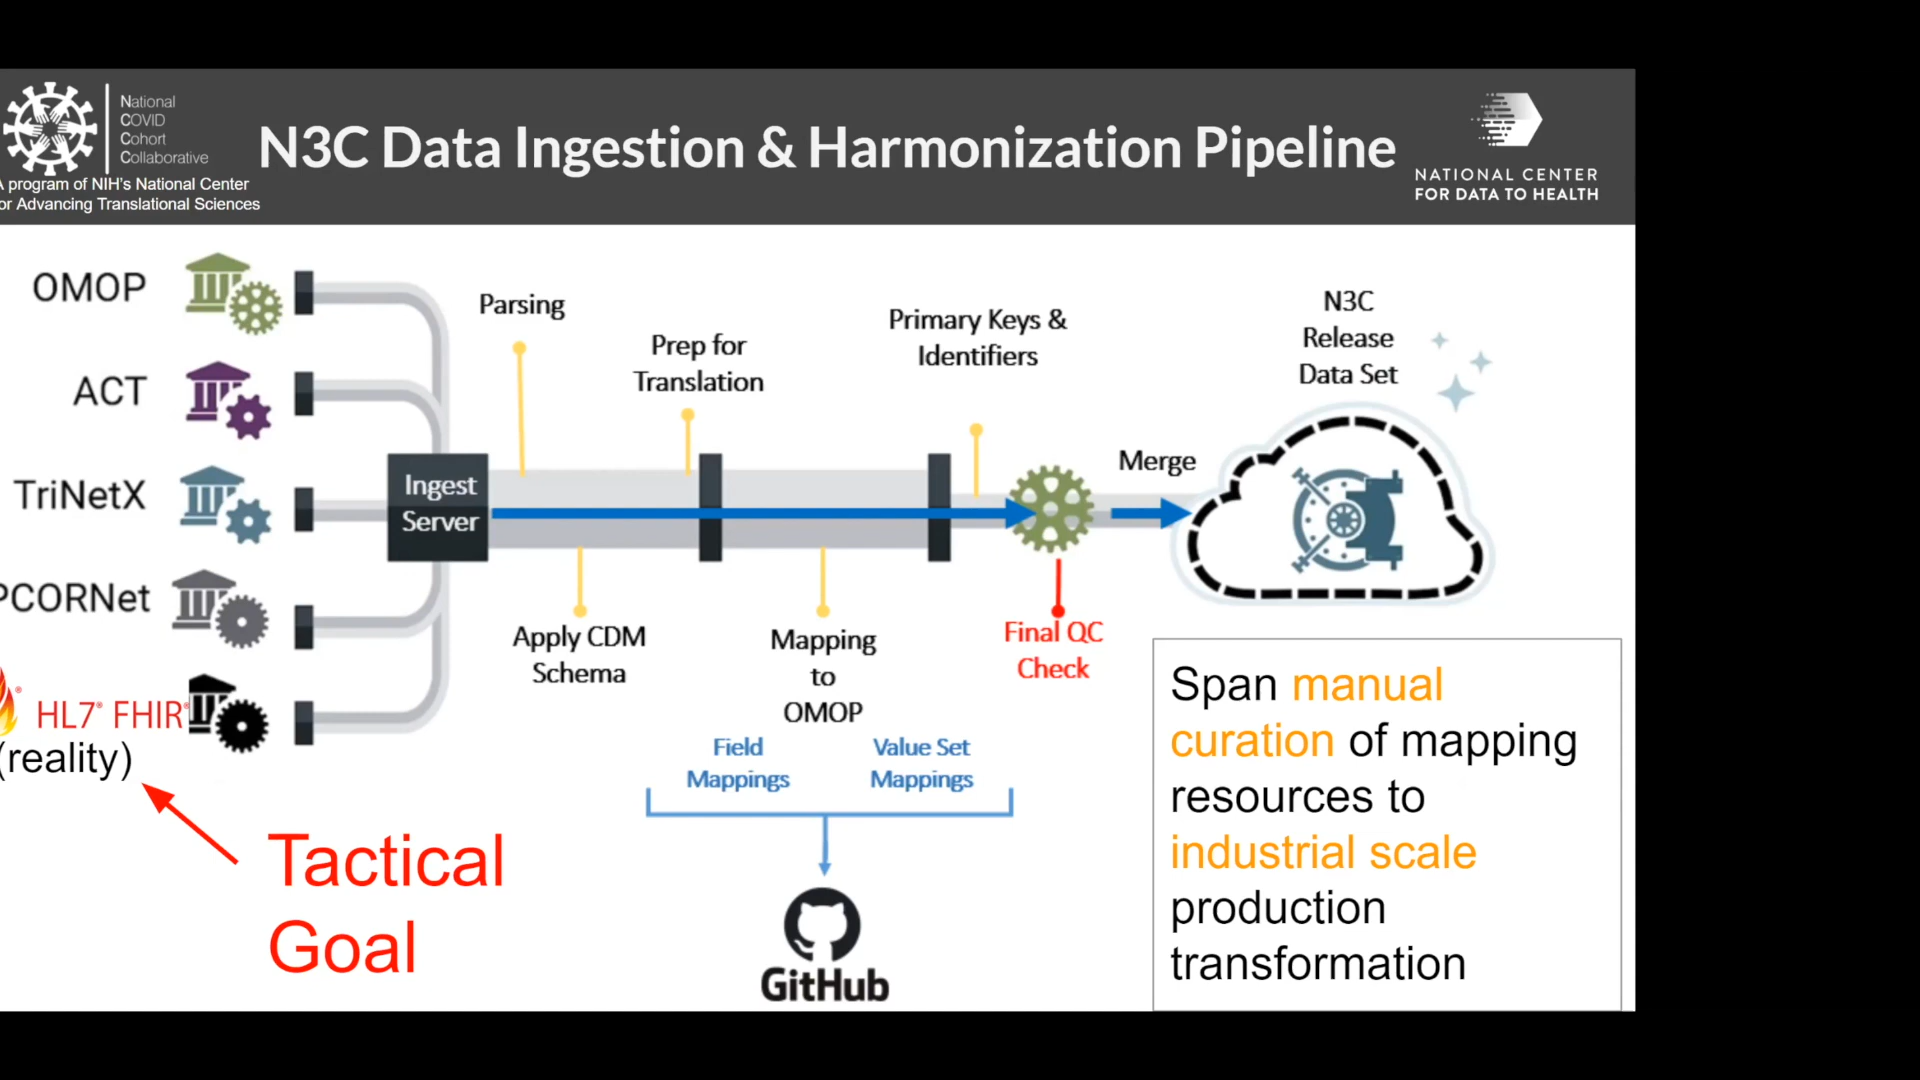 National
COVID
Cohort
Collaborative
A program of NIH's National Center
or Advancing Translational Sciences
N3C Data Ingestion & Harmonization Pipeline
NATIONAL CENTER
FOR DATA TO HEALTH
OMOP
ACT
TriNetX
PCORNet
HL7® FHIR®
(reality)
Tactical
Goal
Ingest
Server
Parsing
Prep for
Translation
Primary Keys &
Identifiers
Merge
N3C
Release
Data Set
Apply CDM
Schema
Mapping
to
OMOP
Final QC
Check
Field
Mappings
Value Set
Mappings
GitHub
Span manual
curation of mapping
resources to
industrial scale
production
transformation